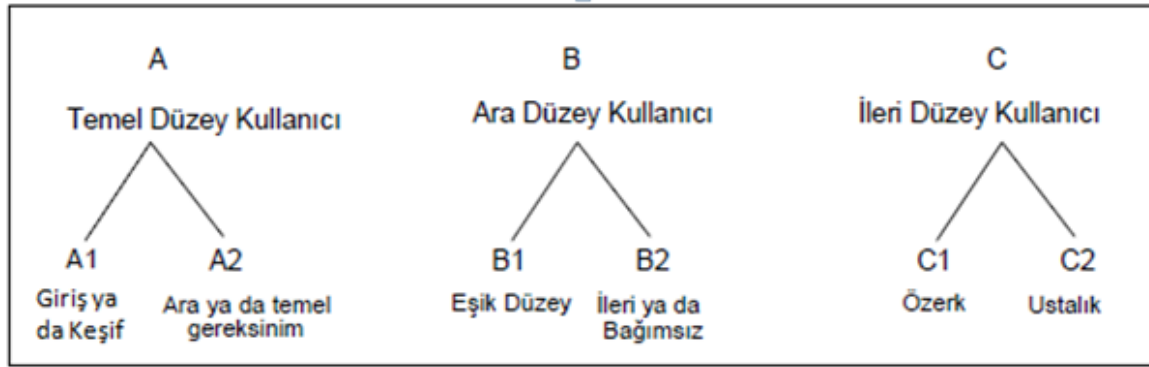 A
Temel Düzey Kullanıcı
A1
Giriş ya
da Keşif
A2
Ara ya da temel
gereksinim
B
Ara Düzey Kullanıcı
B1
Eşik Düzey
B2
İleri ya da
Bağımsız
C
İleri Düzey Kullanıcı
C1
Özerk
C2
Ustalık